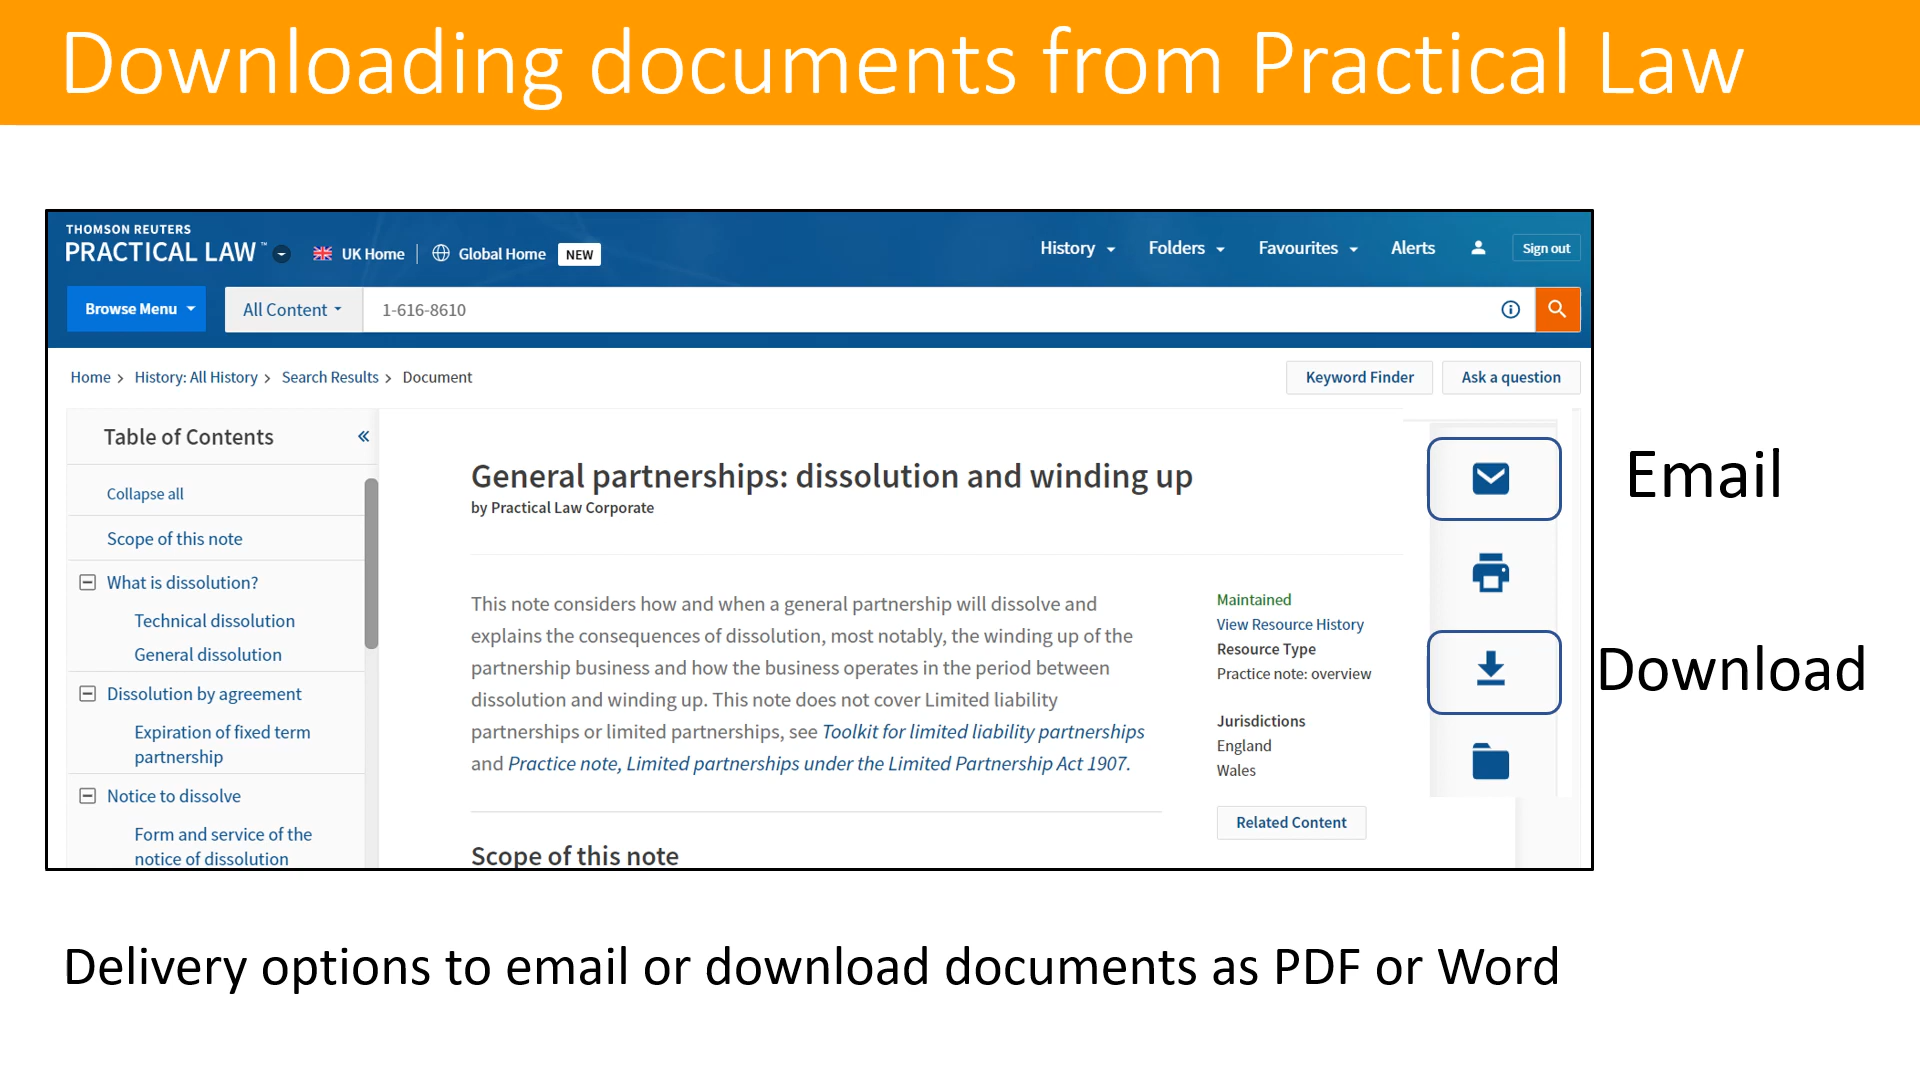 Downloading documents from Practical Law
THOMSON REUTERS
PRACTICAL LAW™
UK Home
Global Home
NEW
History
Folders
Favourites
Alerts
Sign out
Browse Menu
All Content
1-616-8610
Home > History: All History > Search Results > Document
Keyword Finder
Ask a question
Table of Contents
Collapse all
Scope of this note
What is dissolution?
Technical dissolution
General dissolution
Dissolution by agreement
Expiration of fixed term
partnership
Notice to dissolve
Form and service of the
notice of dissolution
General partnerships: dissolution and winding up
by Practical Law Corporate
This note considers how and when a general partnership will dissolve and
explains the consequences of dissolution, most notably, the winding up of the
partnership business and how the business operates in the period between
dissolution and winding up. This note does not cover Limited liability
partnerships or limited partnerships, see Toolkit for limited liability partnerships
and Practice note, Limited partnerships under the Limited Partnership Act 1907.
Scope of this note
Maintained
View Resource History
Resource Type
Practice note: overview
Jurisdictions
England
Wales
Related Content
Email
Download
Delivery options to email or download documents as PDF or Word